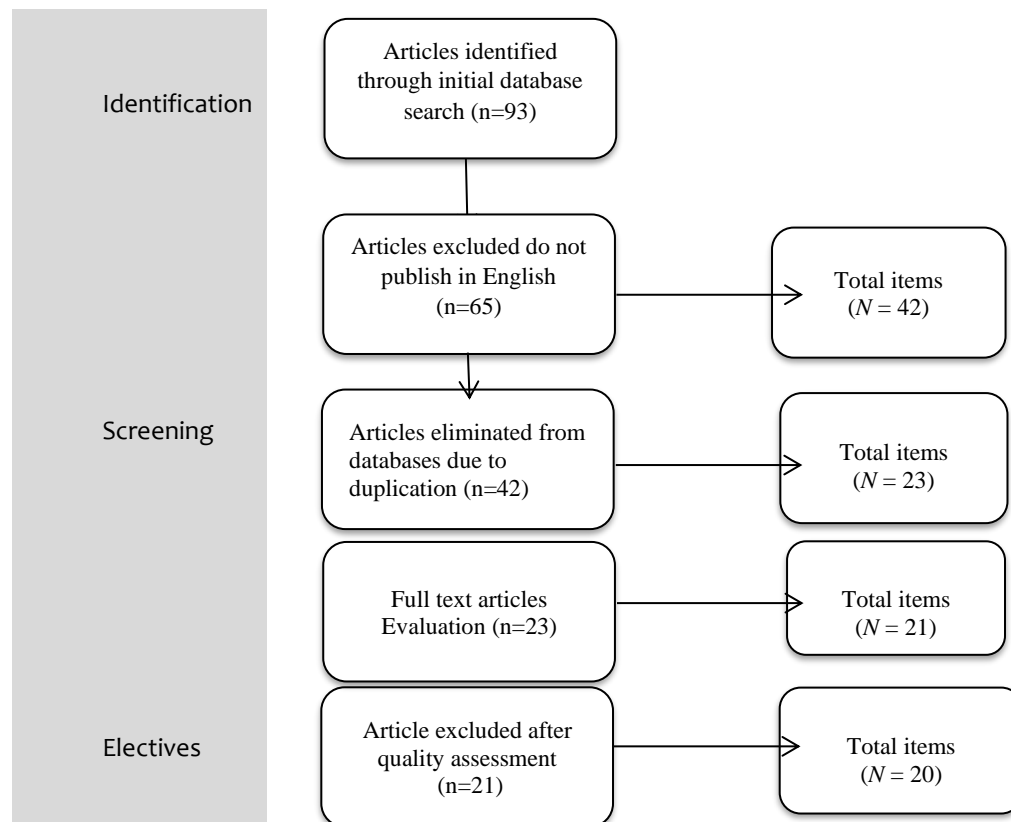 Articles identified
through initial database
search (n=93)
Identification
Articles excluded do not
publish in English
(n=65)
Total items
(N = 42)
Screening
Articles eliminated from
databases due to
duplication (n=42)
Total items
(N = 23)
Full text articles
Evaluation (n=23)
Total items
(N = 21)
Electives
Article excluded after
quality assessment
(n=21)
Total items
(N = 20)